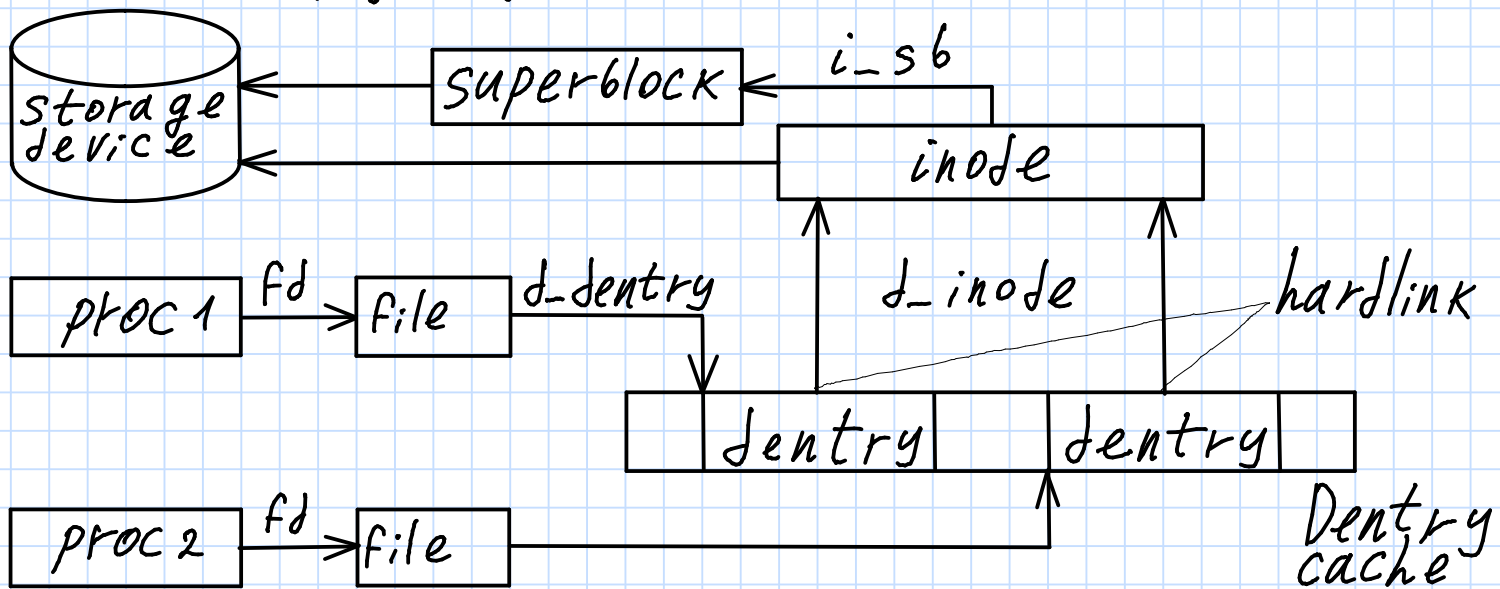 superblock
i_sb
storage
device
inode
proc 1
fd
file
d_dentry
d_inode
hardlink
dentry
dentry
proc 2
fd
file
Dentry
cache